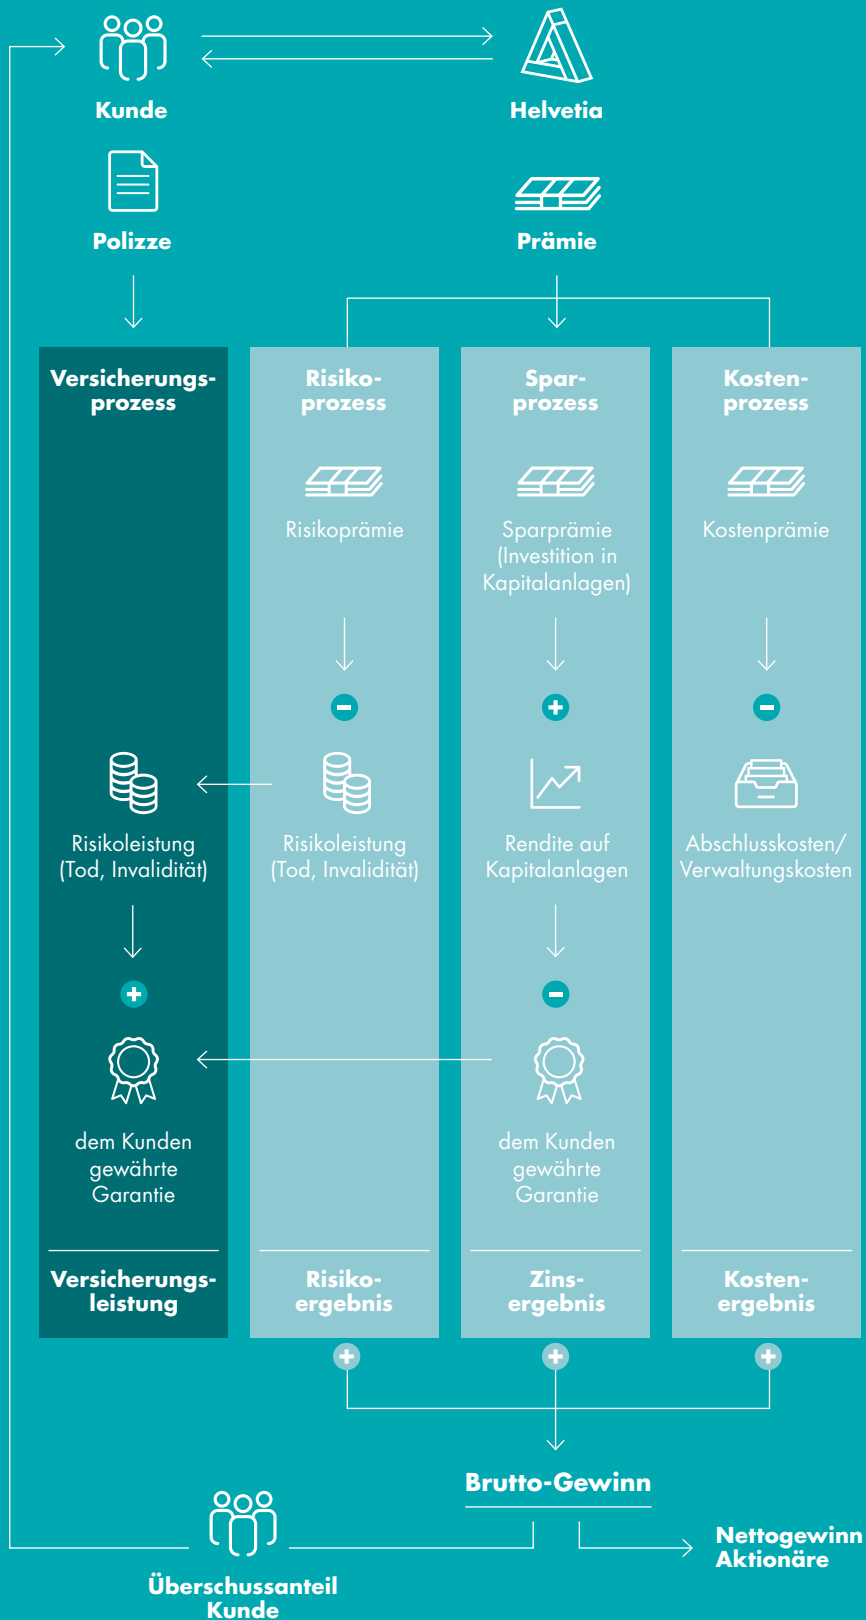 Kunde
Helvetia
Polizze
Prämie
Versicherungs-
prozess
Risikoleistung
(Tod, Invalidität)
dem Kunden
gewährte
Garantie
Versicherungs-
leistung
Risiko-
prozess
Risikoprämie
Risikoleistung
(Tod, Invalidität)
Risiko-
ergebnis
Spar-
prozess
Sparprämie
(Investition in
Kapitalanlagen)
Rendite auf
Kapitalanlagen
dem Kunden
gewährte
Garantie
Zins-
ergebnis
Kosten-
prozess
Kostenprämie
Abschlusskosten/
Verwaltungskosten
Kosten-
ergebnis
Brutto-Gewinn
Nettogewinn
Aktionäre
Überschussanteil
Kunde